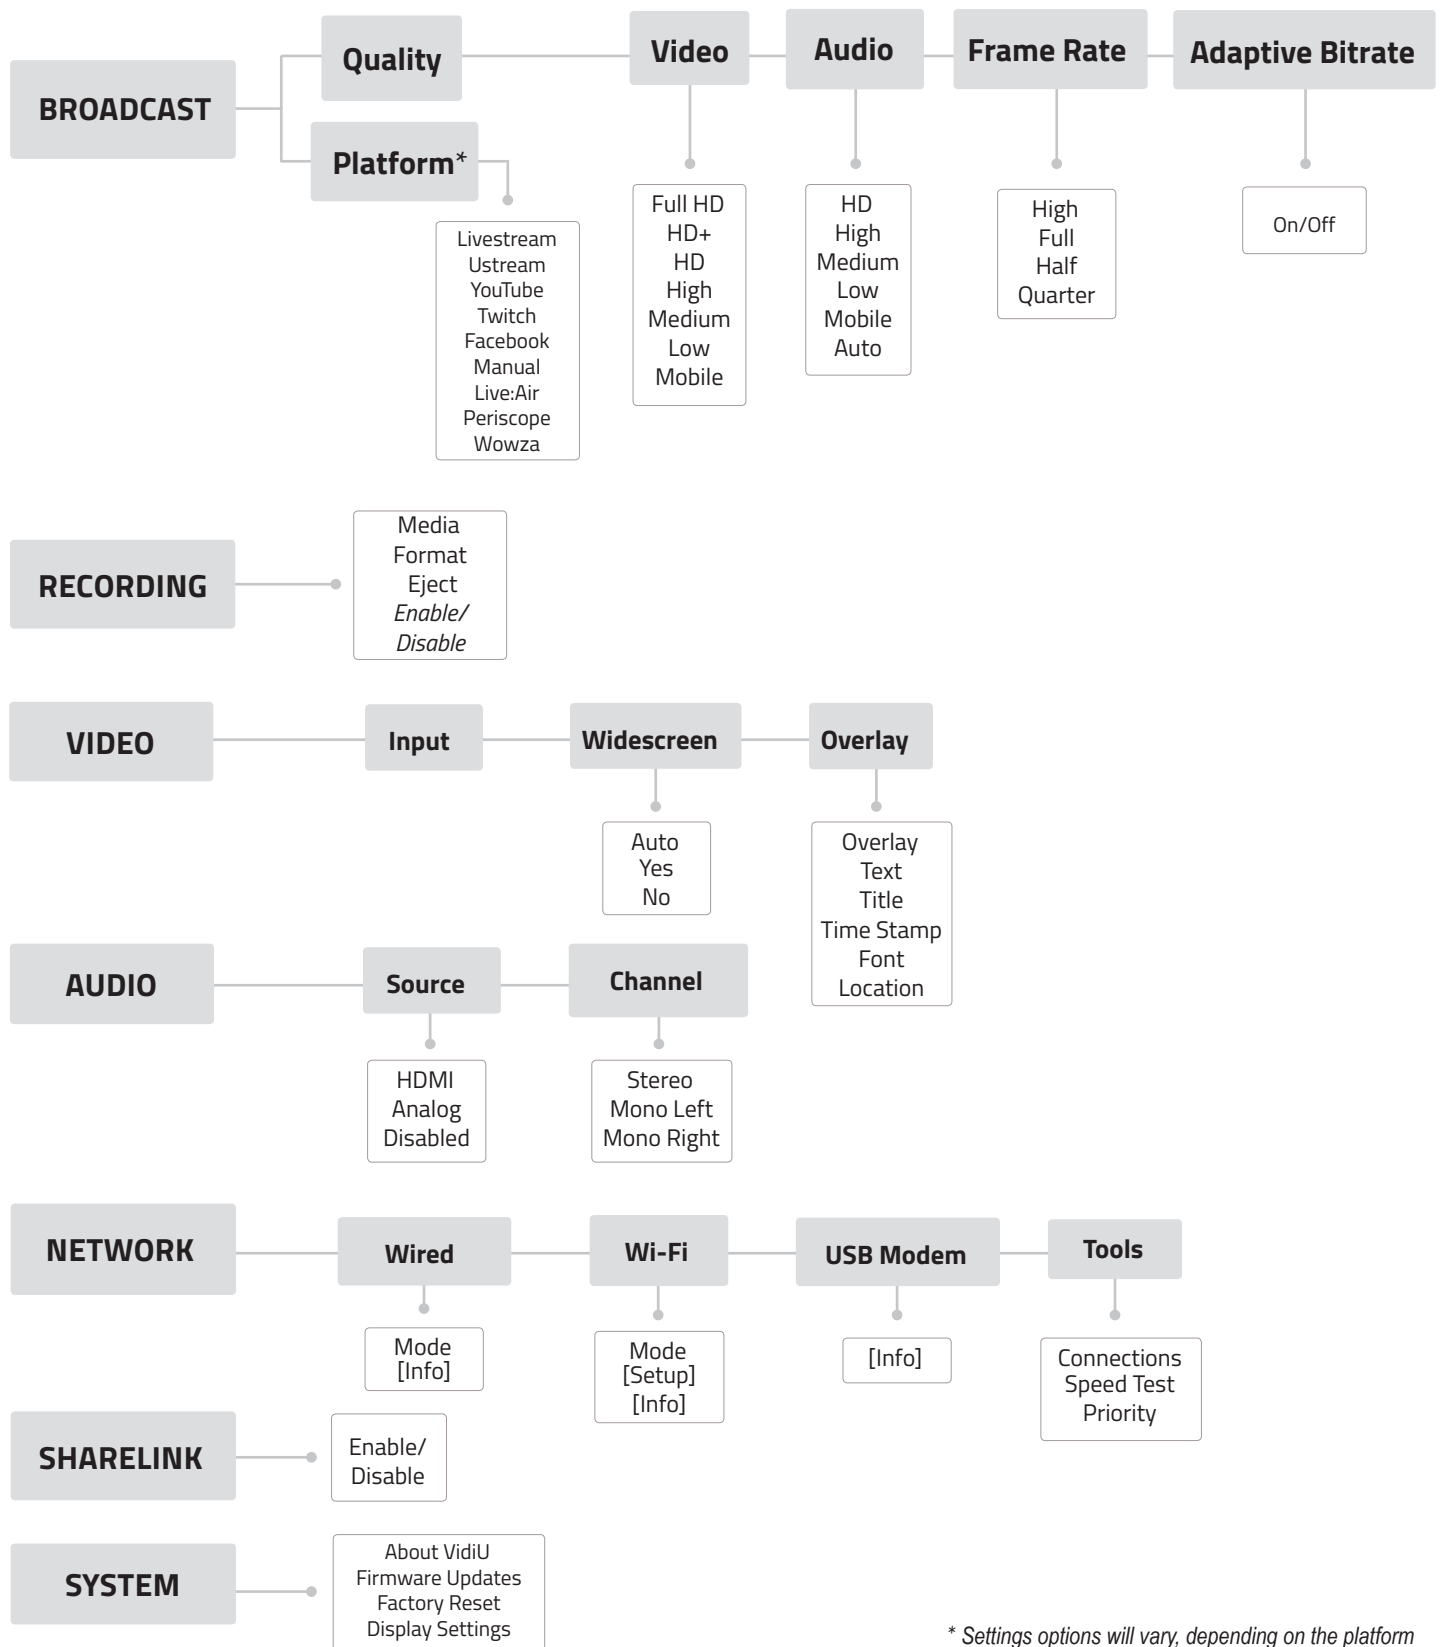 BROADCAST
Quality
Video
Audio
Frame Rate
Adaptive Bitrate
Platform*
Livestream
Ustream
YouTube
Twitch
Facebook
Manual
Live:Air
Periscope
Wowza
Full HD
HD+
HD
High
Medium
Low
Mobile
HD
High
Medium
Low
Mobile
Auto
High
Full
Half
Quarter
On/Off
RECORDING
Media
Format
Eject
Enable/
Disable
VIDEO
Input
Widescreen
Overlay
Auto
Yes
No
Overlay
Text
Title
Time Stamp
Font
Location
AUDIO
Source
Channel
HDMI
Analog
Disabled
Stereo
Mono Left
Mono Right
NETWORK
Wired
Wi-Fi
USB Modem
Tools
Mode
[Info]
Mode
[Setup]
[Info]
[Info]
Connections
Speed Test
Priority
SHARELINK
Enable/
Disable
SYSTEM
About VidiU
Firmware Updates
Factory Reset
Display Settings
* Settings options will vary, depending on the platform